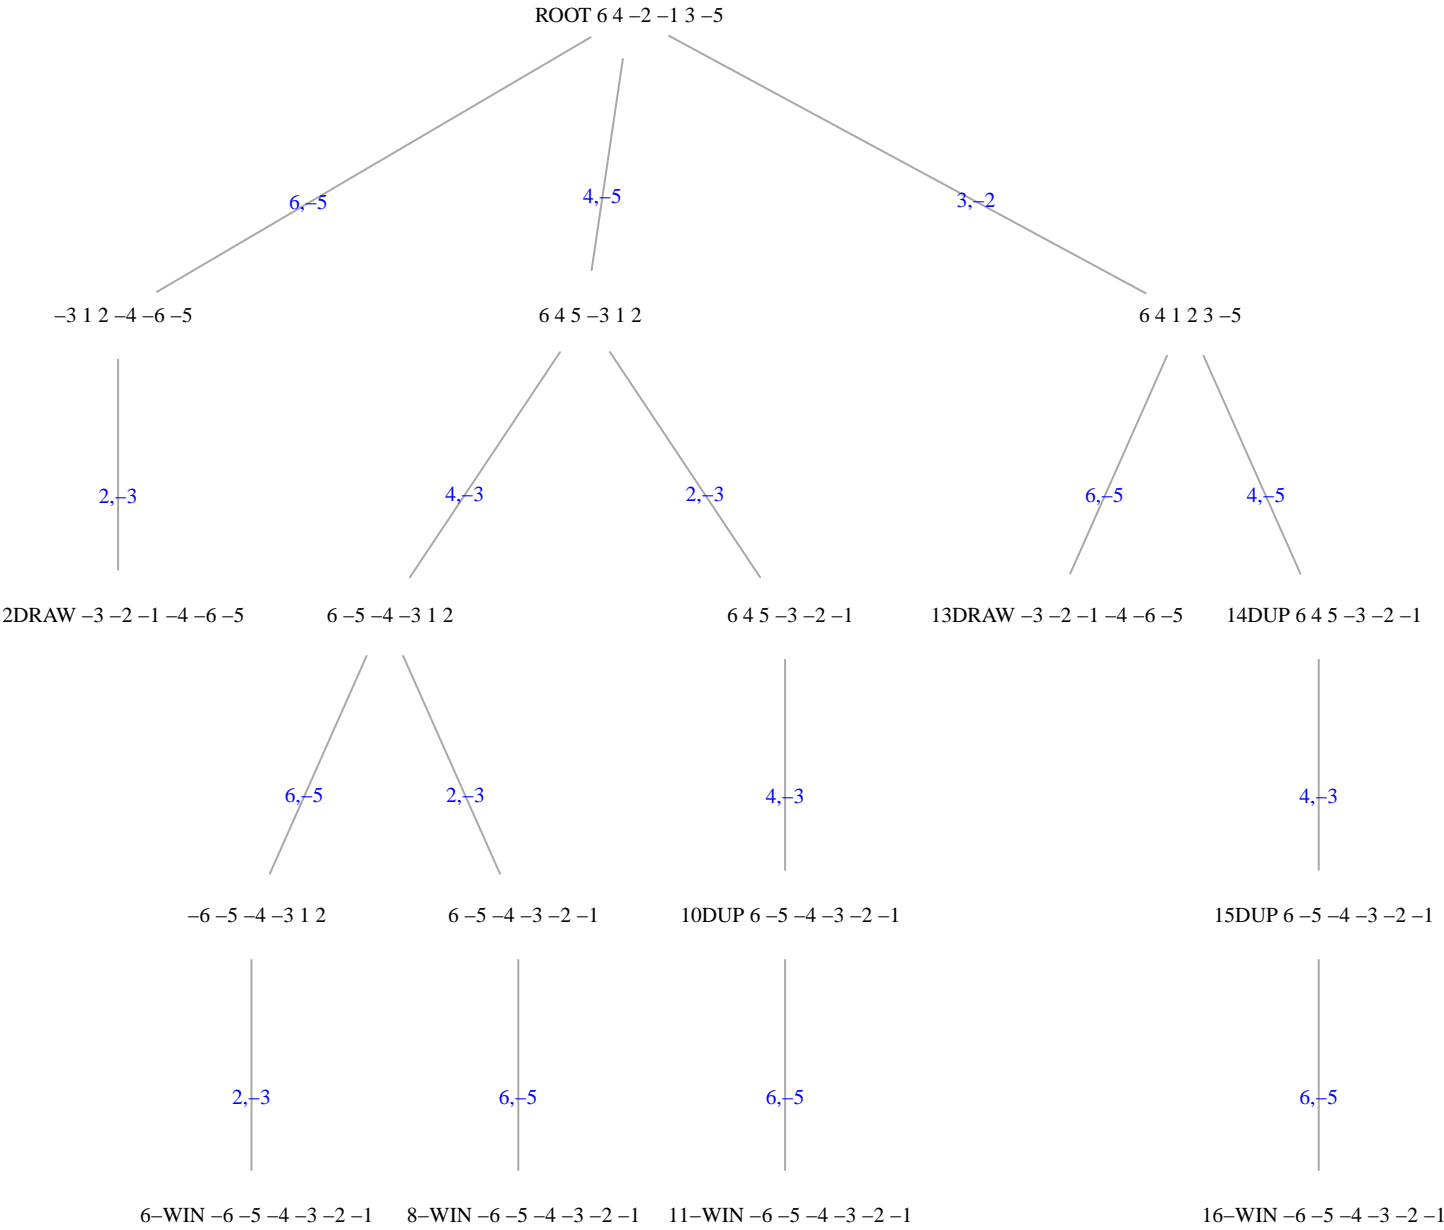 ROOT 6 4 –2 –1 3 –5
6,–5
4,–5
3,–2
–3 1 2 –4 –6 –5
6 4 5 –3 1 2
6 4 1 2 3 –5
2,–3
4,–3
2,–3
6,–5
4,–5
2DRAW –3 –2 –1 –4 –6 –5
6 –5 –4 –3 1 2
6 4 5 –3 –2 –1
13DRAW –3 –2 –1 –4 –6 –5
14DUP 6 4 5 –3 –2 –1
6,–5
2,–3
4,–3
4,–3
–6 –5 –4 –3 1 2
6 –5 –4 –3 –2 –1
10DUP 6 –5 –4 –3 –2 –1
15DUP 6 –5 –4 –3 –2 –1
2,–3
6,–5
6,–5
6,–5
6–WIN –6 –5 –4 –3 –2 –1
8–WIN –6 –5 –4 –3 –2 –1
11–WIN –6 –5 –4 –3 –2 –1
16–WIN –6 –5 –4 –3 –2 –1